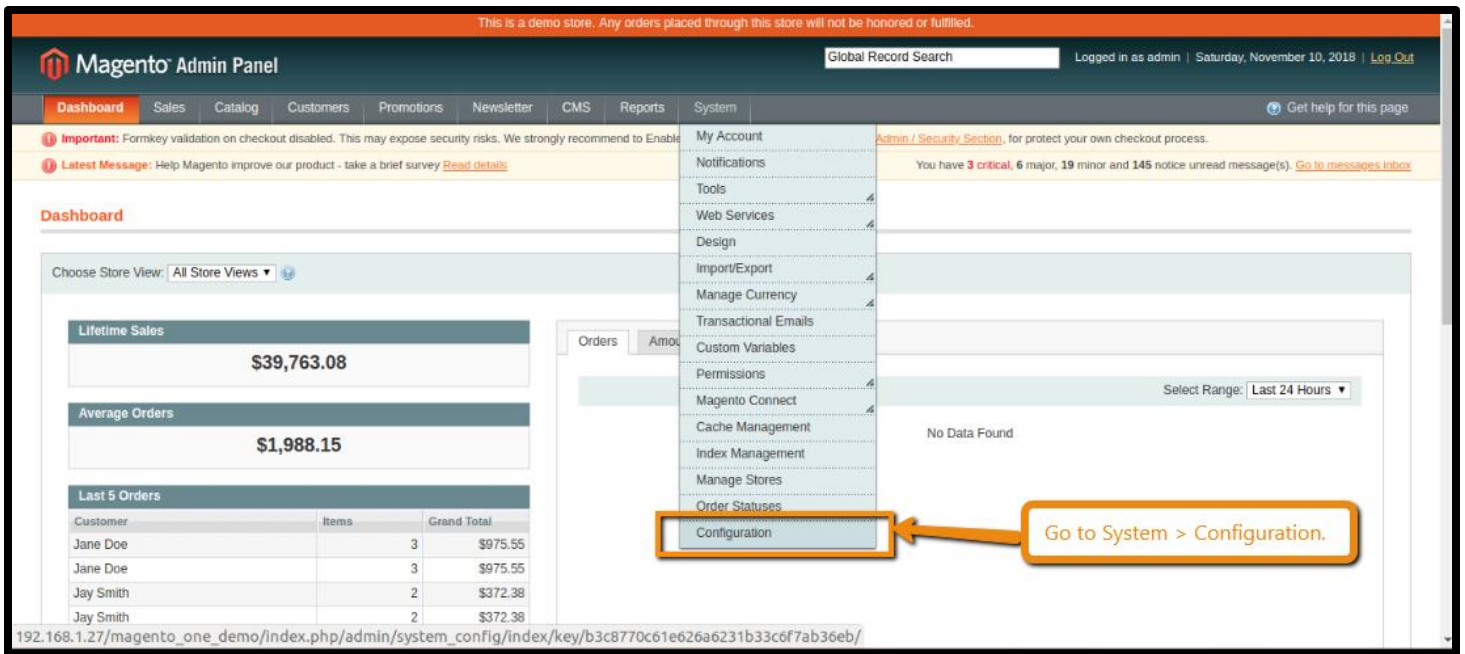 This is a demo store. Any orders placed through this store will not be honored or fulfilled.
Magento Admin Panel
Global Record Search
Logged in as admin | Saturday, November 10, 2018 | Log Out
Dashboard Sales Catalog Customers Promotions Newsletter CMS Reports System
Get help for this page
Important: Formkey validation on checkout disabled. This may expose security risks. We strongly recommend to Enable
Admin / Security Section, for protect your own checkout process.
Latest Message: Help Magento improve our product - take a brief survey Read details
You have 3 critical, 6 major, 19 minor and 145 notice unread message(s). Go to messages inbox
My Account
Notifications
Tools
Web Services
Design
Import/Export
Manage Currency
Transactional Emails
Custom Variables
Permissions
Magento Connect
Cache Management
Index Management
Manage Stores
Order Statuses
Configuration
Dashboard
Choose Store View: All Store Views
Lifetime Sales
$39,763.08
Average Orders
$1,988.15
Last 5 Orders
Customer Items Grand Total
Jane Doe 3 $975.55
Jane Doe 3 $975.55
Jay Smith 2 $372.38
Jay Smith 2 $372.38
Orders
Select Range: Last 24 Hours
No Data Found
Go to System > Configuration.
192.168.1.27/magento_one_demo/index.php/admin/system_config/index/key/b3c8770c61e626a6231b33c6f7ab36eb/